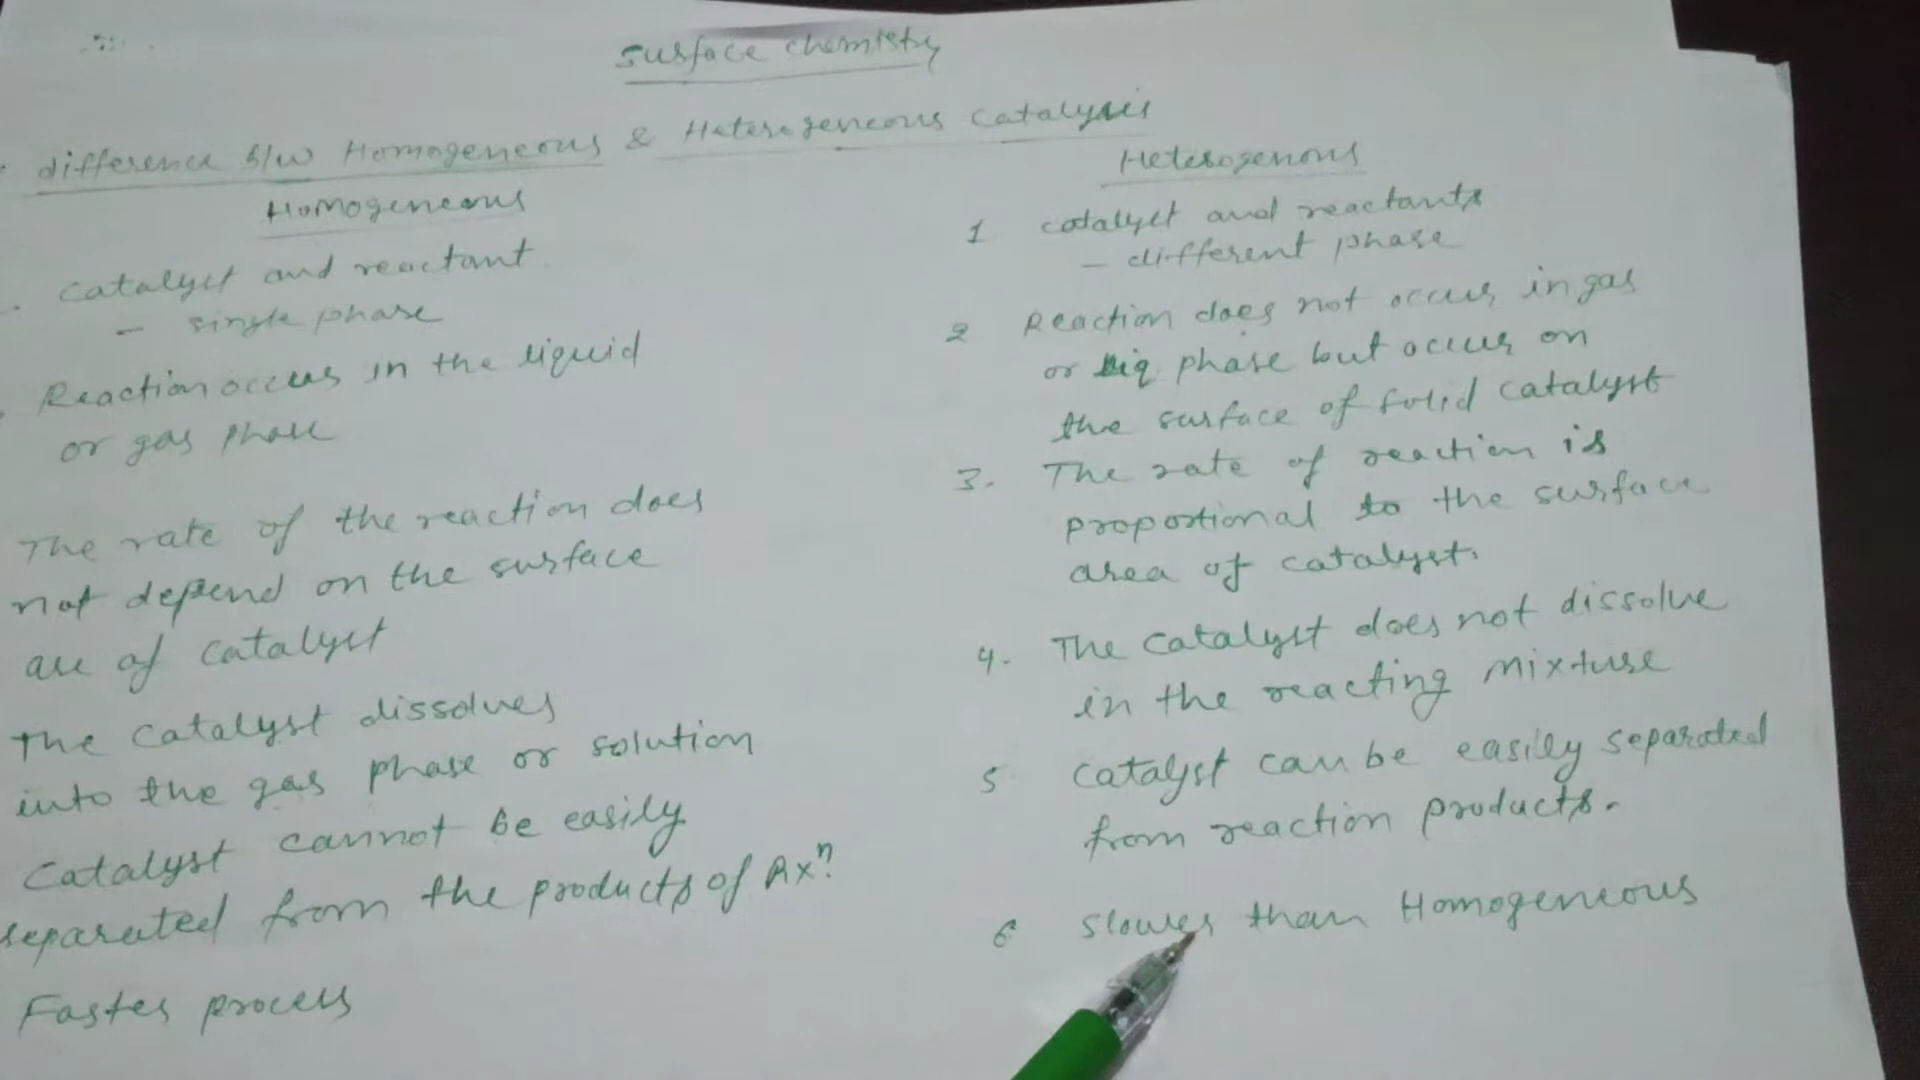 Surface chemistry
difference b/w Homogeneous & Heterogeneous Catalysis
Homogeneous
Catalyst and reactant
- single phase
Reaction occurs in the liquid
or gas phase
The rate of the reaction does
not depend on the surface
are of catalyst
The catalyst dissolves
into the gas phase or solution
Catalyst cannot be easily
separated from the products of Rxn.
Faster process
Heterogenous
1 catalyst and reactants
- different phase
2 Reaction does not occurs in gas
or liq phase but occurs on
the surface of solid catalyst
3. The rate of reaction is
proportional to the surface
area of catalyst.
4. The catalyst does not dissolve
in the reacting mixture
5 catalyst can be easily separated
from reaction products.
6 slower than Homogeneous